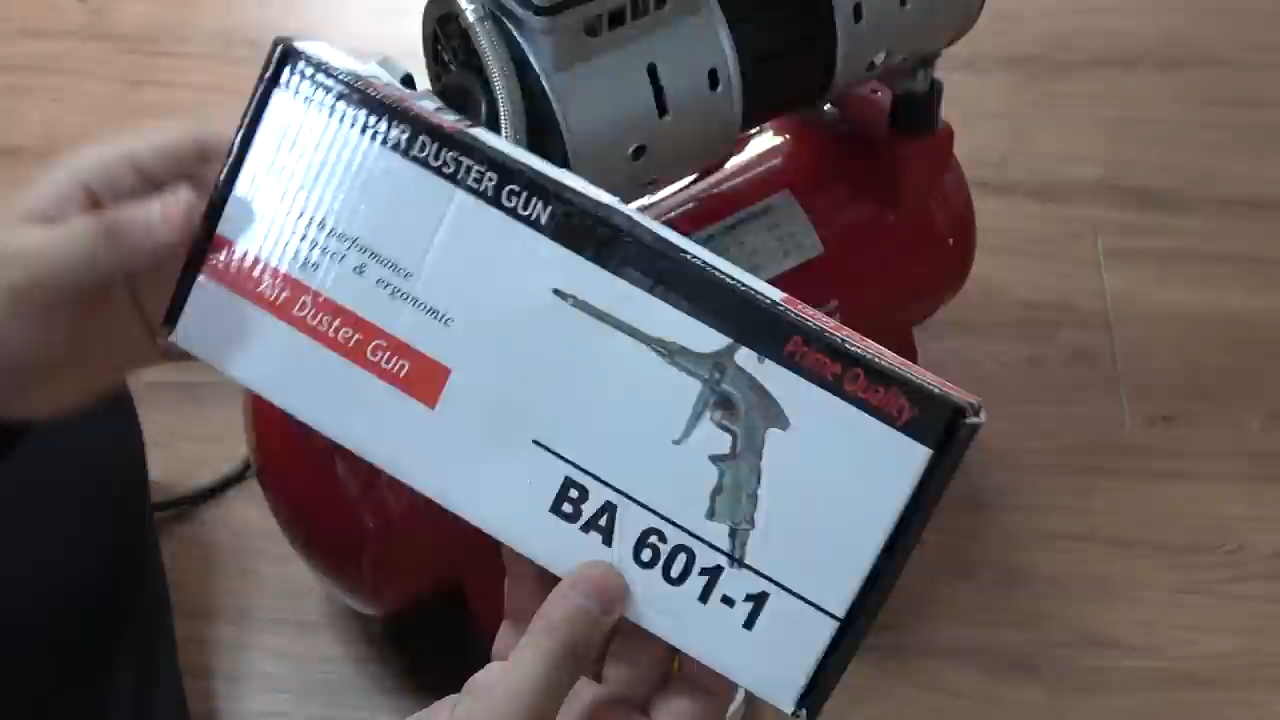 AIR DUSTER GUN
performance
& ergonomic
Air Duster Gun
Prime Quality
BA 601-1